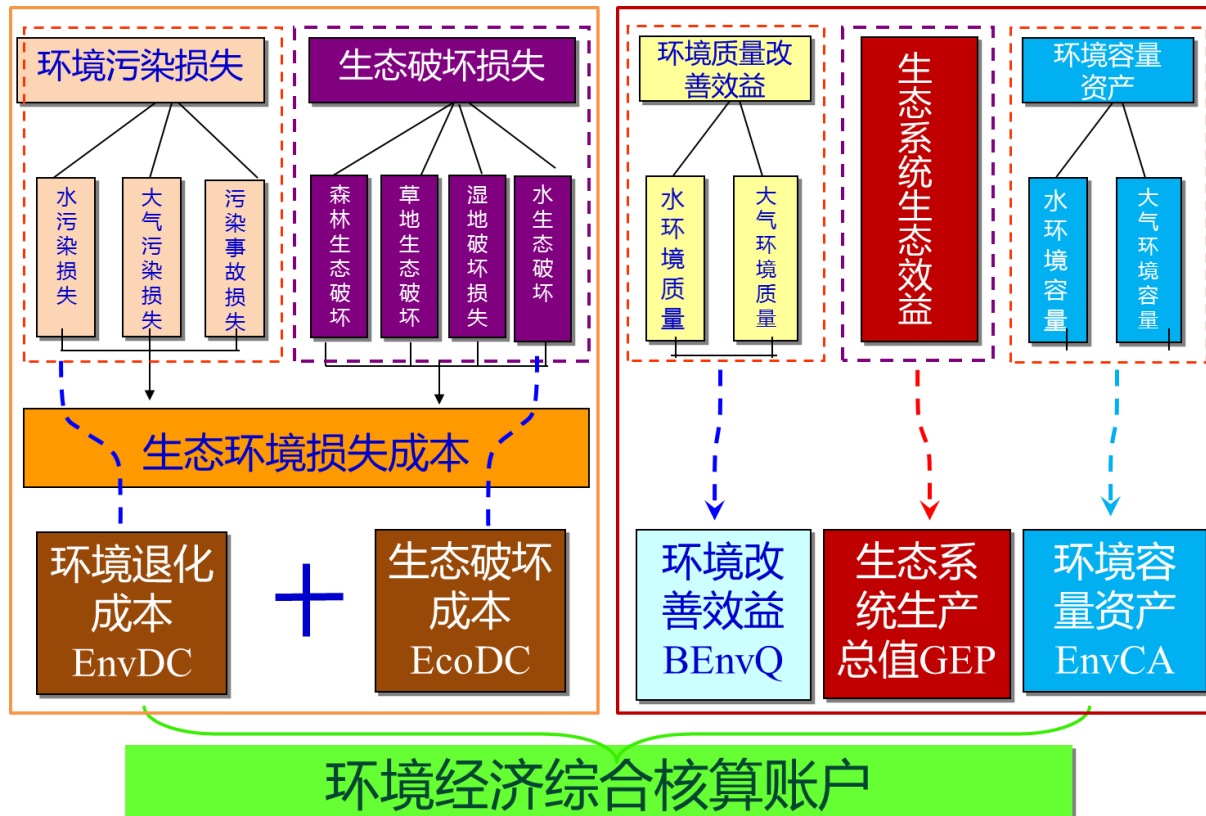 环境污染损失
生态破坏损失
环境质量改
善效益
生态系统生态效益
环境容量
资产
水污染损失
大气污染损失
污染事故损失
森林生态破坏
草地生态破坏
湿地破坏损失
水生态破坏
水环境质量
大气环境质量
水环境容量
大气环境容量
生态环境损失成本
环境退化
成本
EnvDC
生态破坏
成本
EcoDC
环境改
善效益
BEnvQ
生态系
统生产
总值GEP
环境容
量资产
EnvCA
环境经济综合核算账户